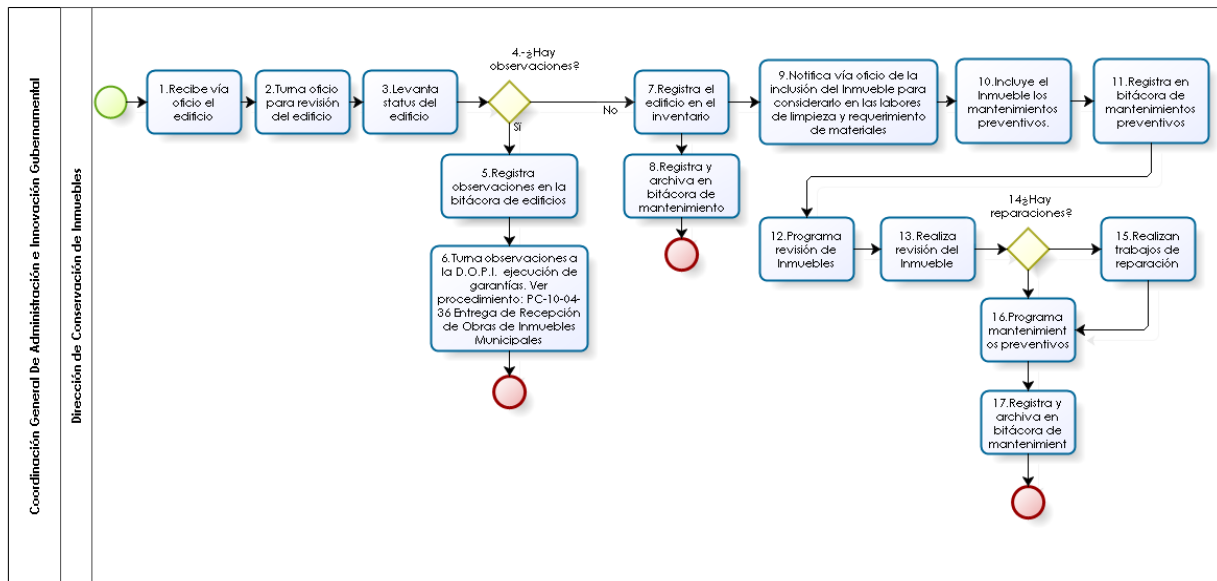 Coordinación General De Administración e Innovación Gubernamental
Dirección de Conservación de Inmuebles
1.Recibe vía
oficio el
edificio
2.Turna oficio
para revisión
del edificio
3.Levanta
status del
edificio
4.-¿Hay
observaciones?
Sí
No
5.Registra
observaciones en la
bitácora de edificios
6.Turna observaciones a
la D.O.P.I. ejecución de
garantías. Ver
procedimiento: PC-10-04-
36 Entrega de Recepción
de Obras de Inmuebles
Municipales
7.Registra el
edificio en el
inventario
8.Registra y
archiva en
bitácora de
mantenimiento
9.Notifica vía oficio de la
inclusión del Inmueble para
considerarlo en las labores
de limpieza y requerimiento
de materiales
10.Incluye el
Inmueble los
mantenimientos
preventivos.
11.Registra en
bitácora de
mantenimientos
preventivos
12.Programa
revisión de
Inmuebles
13.Realiza
revisión del
Inmueble
14¿Hay
reparaciones?
15.Realizan
trabajos de
reparación
16.Programa
mantenimient
os preventivos
17.Registra y
archiva en
bitácora de
mantenimient